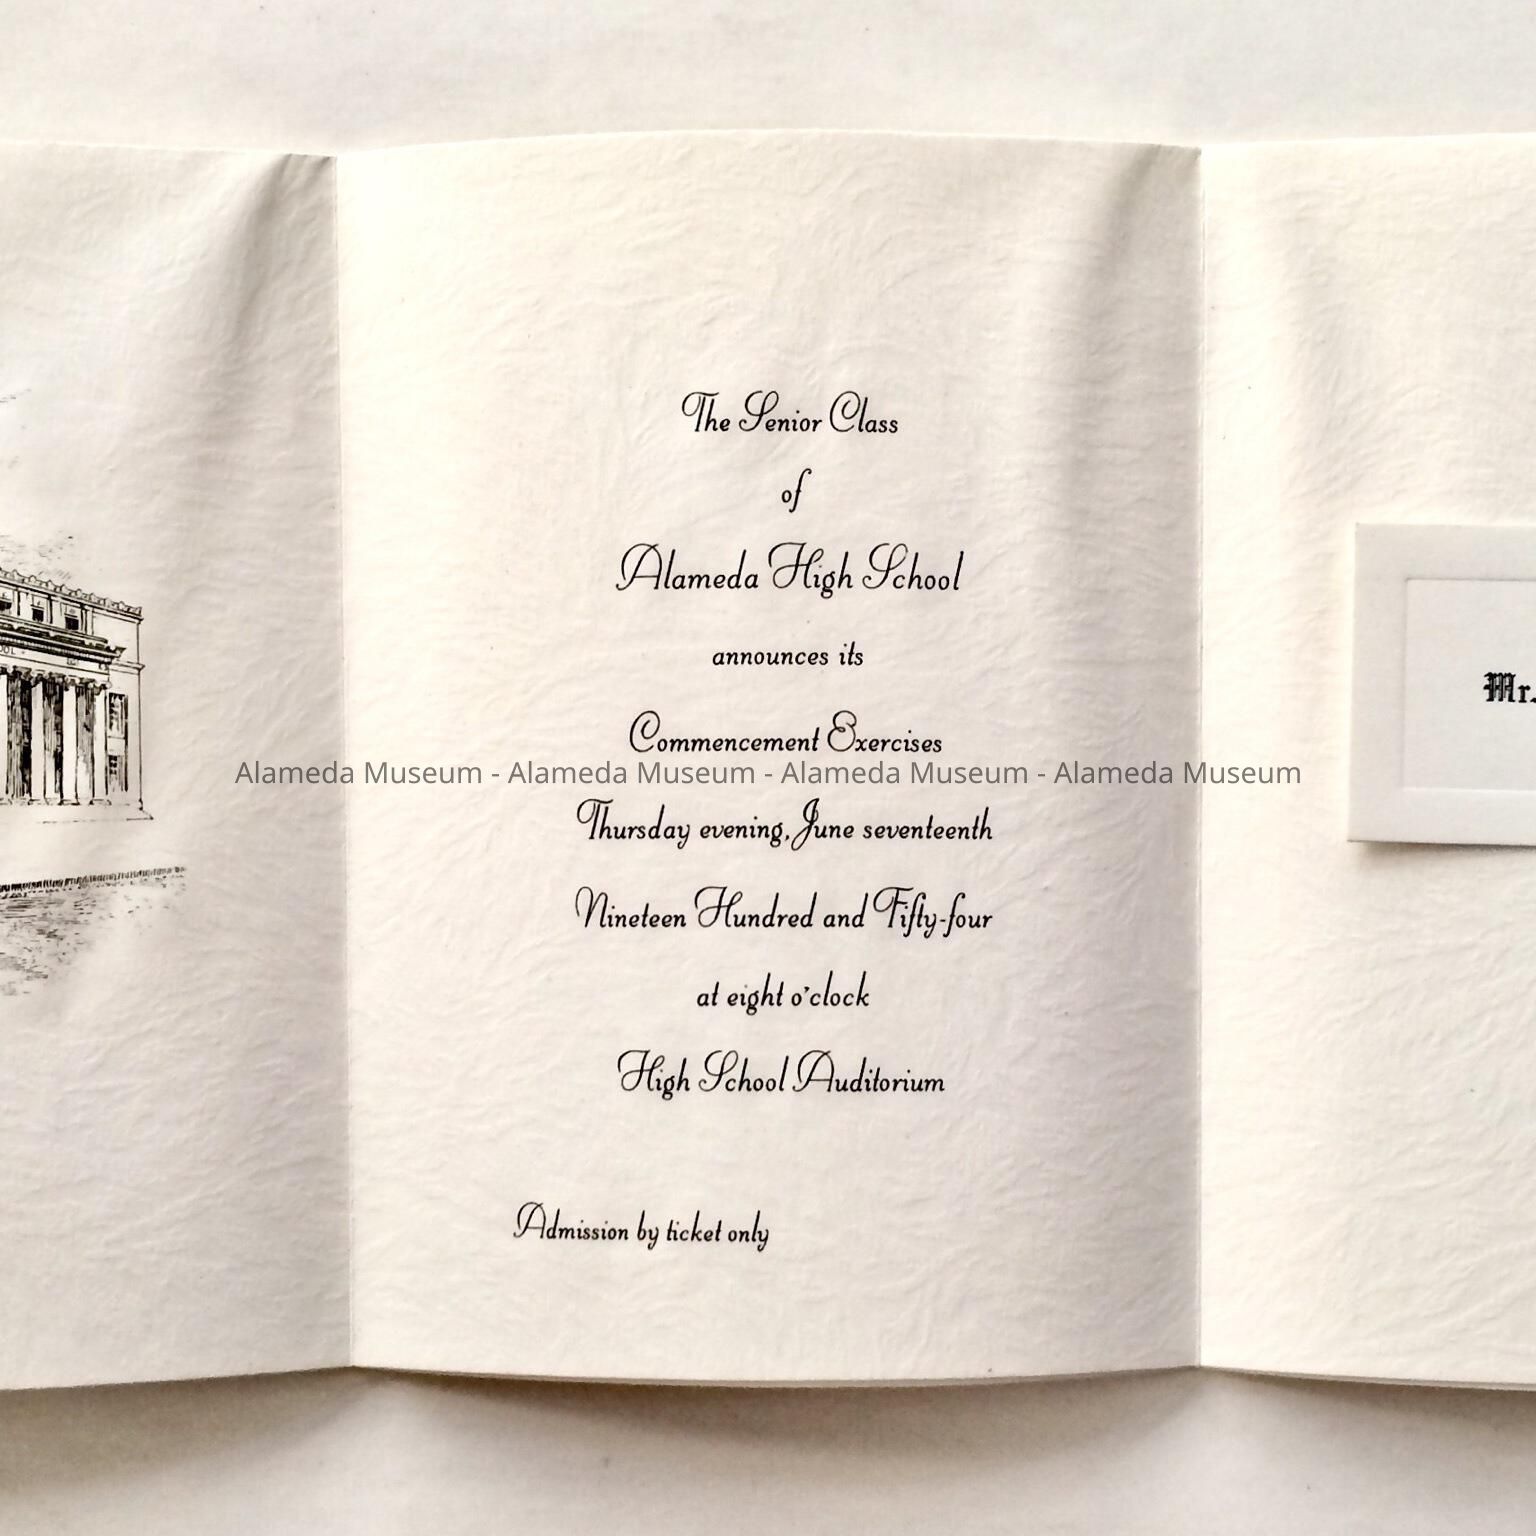 The Senior Class
of
Alameda High School
announces its
Commencement Exercises
Alameda Museum - Alameda Museum - Alameda Museum - Alameda Museum
Thursday evening, June seventeenth
Nineteen Hundred and Fifty-four
at eight o'clock
High School Auditorium
Admission by ticket only
Mr.